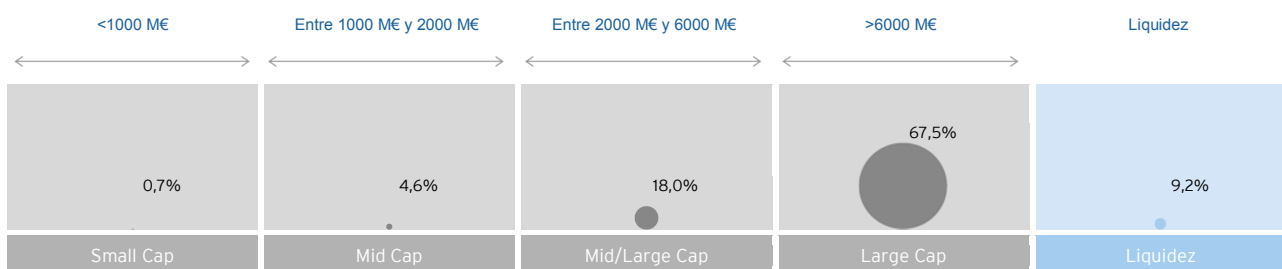 <1000 M€ Entre 1000 M€ y 2000 M€ Entre 2000 M€ y 6000 M€ >6000 M€ Liquidez
67,5%
0,7% 4,6% 18,0% 9,2%
Small Cap Mid Cap Mid/Large Cap Large Cap Liquidez